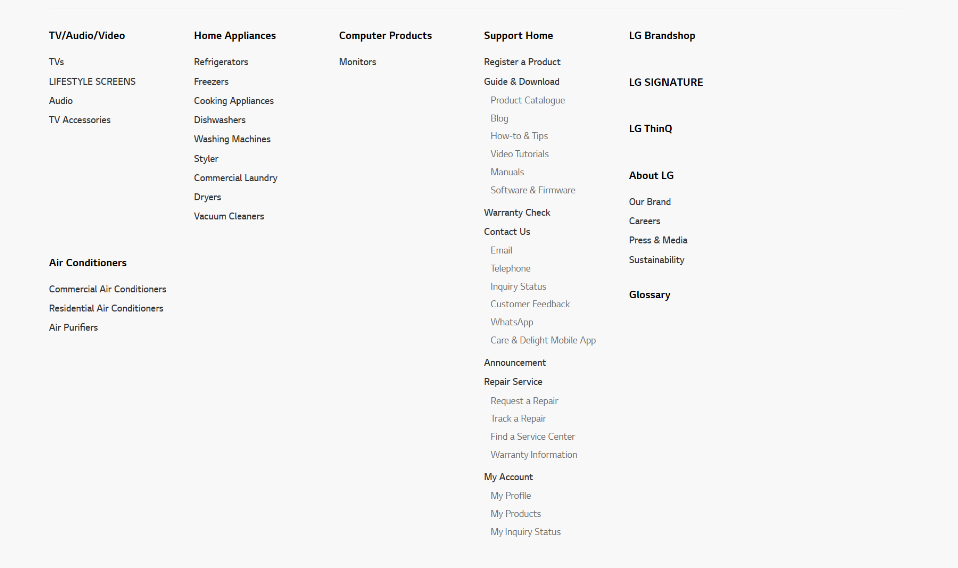 TV/Audio/Video
TVs
LIFESTYLE SCREENS
Audio
TV Accessories
Air Conditioners
Commercial Air Conditioners
Residential Air Conditioners
Air Purifiers
Home Appliances
Refrigerators
Freezers
Cooking Appliances
Dishwashers
Washing Machines
Styler
Commercial Laundry
Dryers
Vacuum Cleaners
Computer Products
Monitors
Support Home
Register a Product
Guide & Download
Product Catalogue
Blog
How-to & Tips
Video Tutorials
Manuals
Software & Firmware
Warranty Check
Contact Us
Email
Telephone
Inquiry Status
Customer Feedback
WhatsApp
Care & Delight Mobile App
Announcement
Repair Service
Request a Repair
Track a Repair
Find a Service Center
Warranty Information
My Account
My Profile
My Products
My Inquiry Status
LG Brandshop
LG SIGNATURE
LG ThinQ
About LG
Our Brand
Careers
Press & Media
Sustainability
Glossary